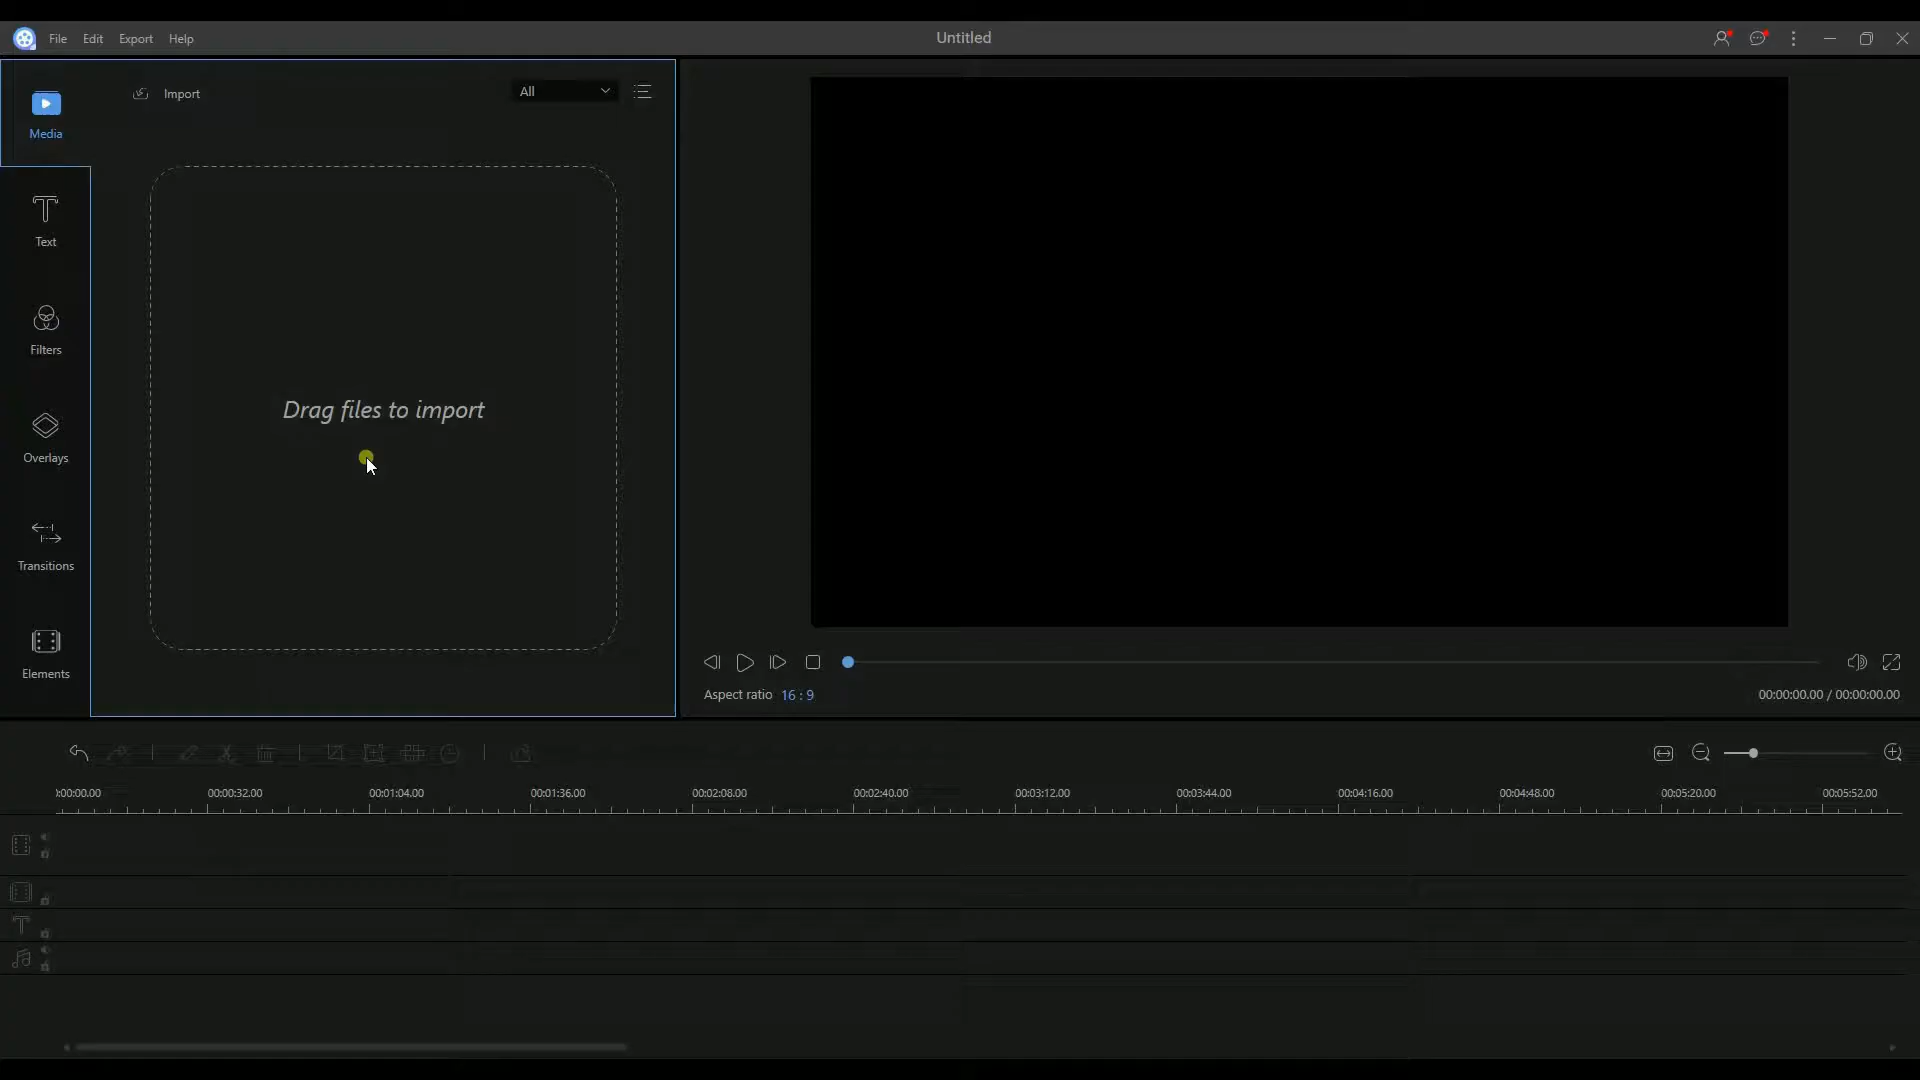 File Edit Export Help
Untitled
Media
Import
All
Text
Filters
Drag files to import
Overlays
Transitions
Elements
Aspect ratio 16 : 9
00:00:00.00 / 00:00:00.00
:00:00.00 00:00:32.00 00:01:04.00 00:01:36.00 00:02:08.00 00:02:40.00 00:03:12.00 00:03:44.00 00:04:16.00 00:04:48.00 00:05:20.00 00:05:52.00